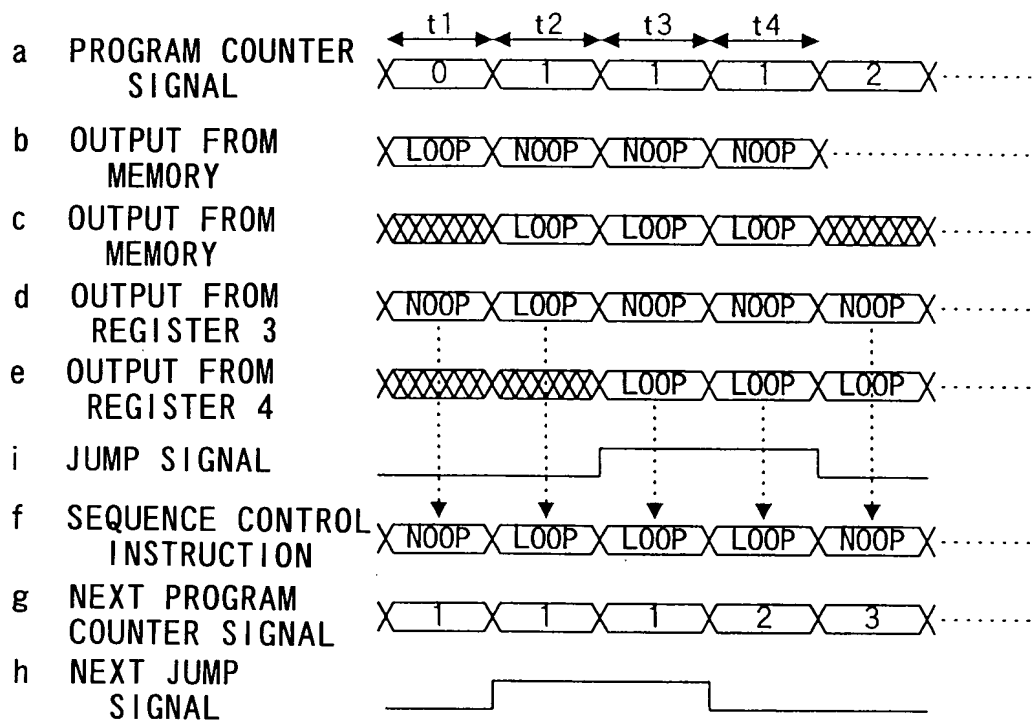 t1 t2 t3 t4
a PROGRAM COUNTER
SIGNAL
0 1 1 1 2
b OUTPUT FROM
MEMORY
LOOP NOOP NOOP NOOP
c OUTPUT FROM
MEMORY
LOOP LOOP LOOP
d OUTPUT FROM
REGISTER 3
NOOP LOOP NOOP NOOP NOOP
e OUTPUT FROM
REGISTER 4
LOOP LOOP LOOP
i JUMP SIGNAL
f SEQUENCE CONTROL
INSTRUCTION
NOOP LOOP LOOP LOOP NOOP
g NEXT PROGRAM
COUNTER SIGNAL
1 1 1 2 3
h NEXT JUMP
SIGNAL